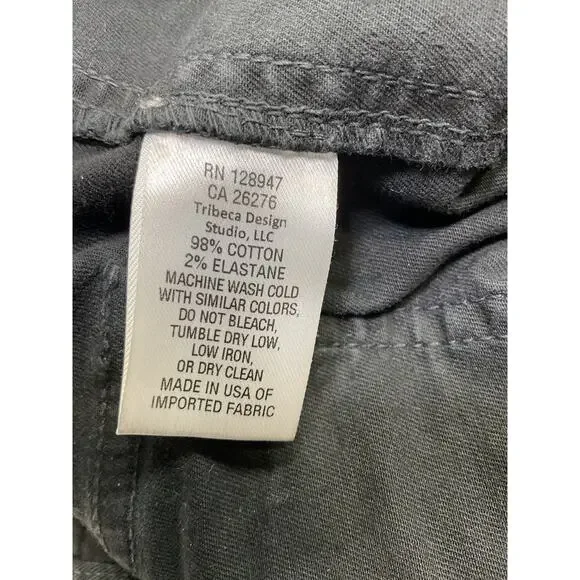 RN 128947
CA 26276
Tribeca Design
Studio, LLC
98% COTTON
2% ELASTANE
MACHINE WASH COLD
WITH SIMILAR COLORS,
DO NOT BLEACH,
TUMBLE DRY LOW,
LOW IRON,
OR DRY CLEAN
MADE IN USA OF
IMPORTED FABRIC